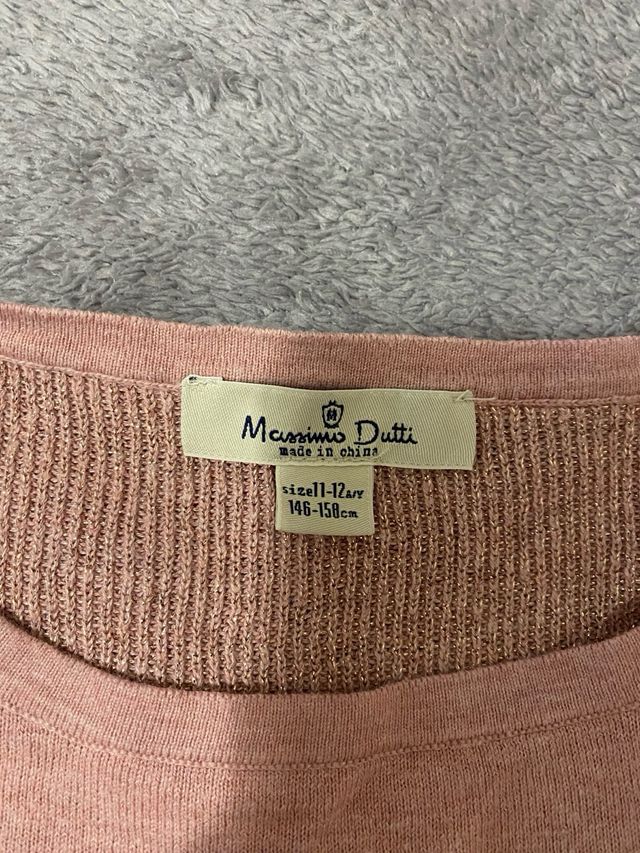 M
Massimo Dutti
made in china
size11-12A/Y
146-158cm